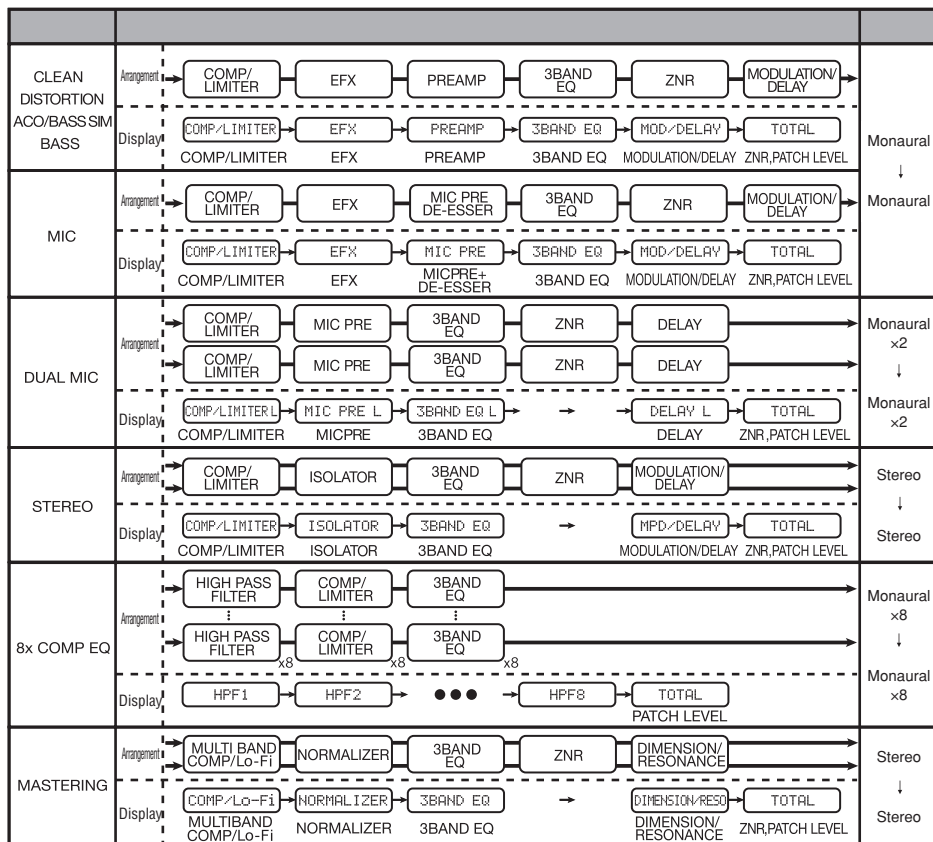 CLEAN
DISTORTION
ACO/BASS SIM
BASS
Arrangement
COMP/
LIMITER
EFX
PREAMP
3BAND
EQ
ZNR
MODULATION/
DELAY
Display
COMP/LIMITER
EFX
PREAMP
3BAND EQ
MOD/DELAY
TOTAL
COMP/LIMITER
EFX
PREAMP
3BAND EQ
MODULATION/DELAY
ZNR,PATCH LEVEL
Monaural
↓
Monaural
MIC
Arrangement
COMP/
LIMITER
EFX
MIC PRE
DE-ESSER
3BAND
EQ
ZNR
MODULATION/
DELAY
Display
COMP/LIMITER
EFX
MIC PRE
3BAND EQ
MOD/DELAY
TOTAL
COMP/LIMITER
EFX
MICPRE+
DE-ESSER
3BAND EQ
MODULATION/DELAY
ZNR,PATCH LEVEL
DUAL MIC
Arrangement
COMP/
LIMITER
MIC PRE
3BAND
EQ
ZNR
DELAY
COMP/
LIMITER
MIC PRE
3BAND
EQ
ZNR
DELAY
Display
COMP/LIMITER L
MIC PRE L
3BAND EQ L
DELAY L
TOTAL
COMP/LIMITER
MICPRE
3BAND EQ
DELAY
ZNR,PATCH LEVEL
Monaural
×2
↓
Monaural
×2
STEREO
Arrangement
COMP/
LIMITER
ISOLATOR
3BAND
EQ
ZNR
MODULATION/
DELAY
Display
COMP/LIMITER
ISOLATOR
3BAND EQ
MPD/DELAY
TOTAL
COMP/LIMITER
ISOLATOR
3BAND EQ
MODULATION/DELAY
ZNR,PATCH LEVEL
Stereo
↓
Stereo
8x COMP EQ
Arrangement
HIGH PASS
FILTER
COMP/
LIMITER
3BAND
EQ
HIGH PASS
FILTER
x8
COMP/
LIMITER
x8
3BAND
EQ
x8
Display
HPF1
HPF2
●●●
HPF8
TOTAL
PATCH LEVEL
Monaural
×8
↓
Monaural
×8
MASTERING
Arrangement
MULTI BAND
COMP/Lo-Fi
NORMALIZER
3BAND
EQ
ZNR
DIMENSION/
RESONANCE
Display
COMP/Lo-Fi
NORMALIZER
3BAND EQ
DIMENSION/RESO
TOTAL
MULTIBAND
COMP/Lo-Fi
NORMALIZER
3BAND EQ
DIMENSION/
RESONANCE
ZNR,PATCH LEVEL
Stereo
↓
Stereo